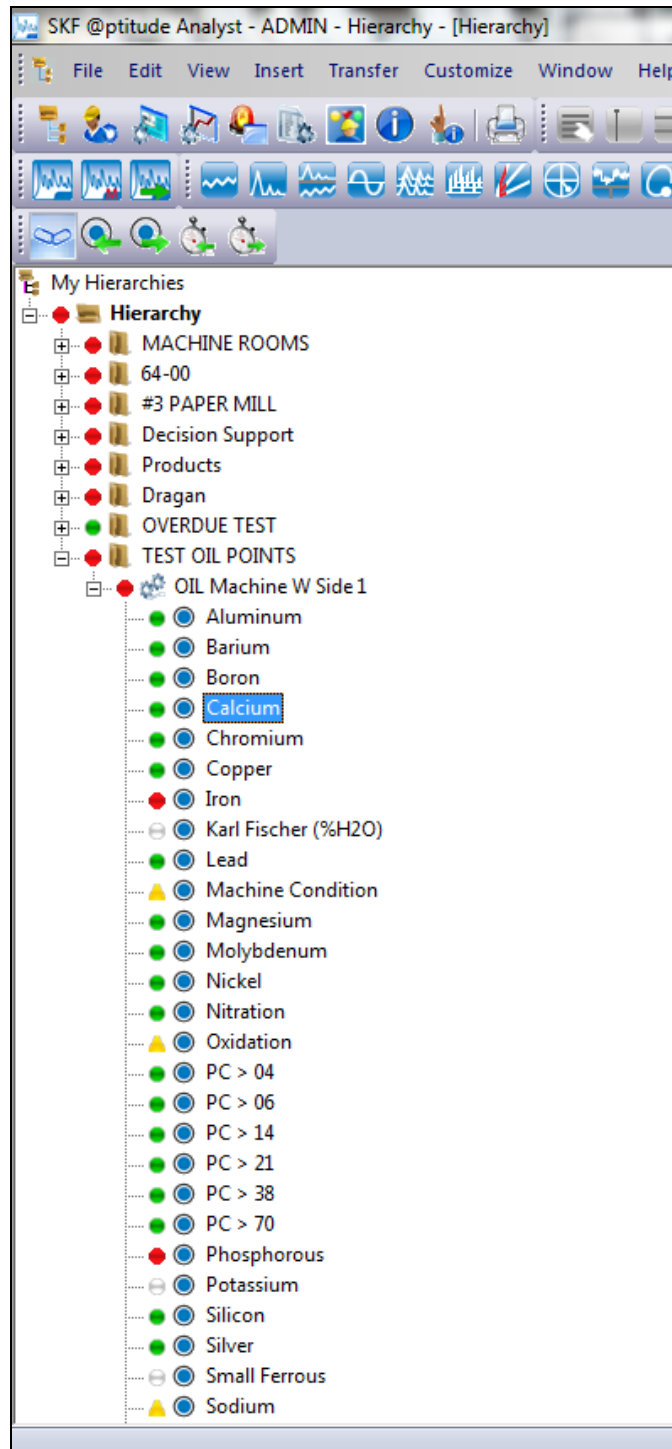 SKF @ptitude Analyst - ADMIN - Hierarchy - [Hierarchy]
File Edit View Insert Transfer Customize Window Help
My Hierarchies
Hierarchy
MACHINE ROOMS
64-00
#3 PAPER MILL
Decision Support
Products
Dragan
OVERDUE TEST
TEST OIL POINTS
OIL Machine W Side1
Aluminum
Barium
Boron
Calcium
Chromium
Copper
Iron
Karl Fischer (%H2O)
Lead
Machine Condition
Magnesium
Molybdenum
Nickel
Nitration
Oxidation
PC > 04
PC > 06
PC > 14
PC > 21
PC > 38
PC > 70
Phosphorous
Potassium
Silicon
Silver
Small Ferrous
Sodium